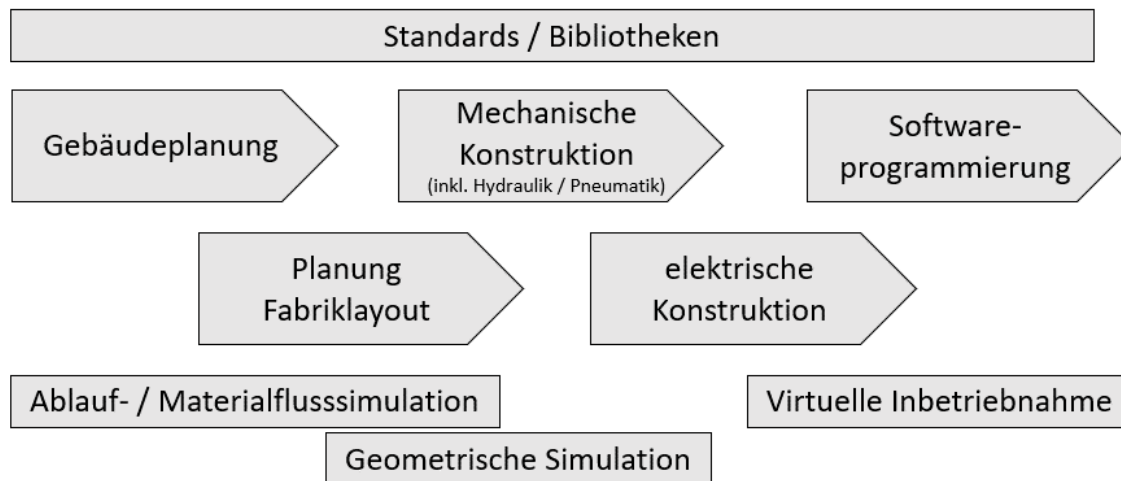 Standards / Bibliotheken
Gebäudeplanung
Mechanische
Konstruktion
(inkl. Hydraulik / Pneumatik)
Software-
programmierung
Planung
Fabriklayout
elektrische
Konstruktion
Ablauf- / Materialflusssimulation
Virtuelle Inbetriebnahme
Geometrische Simulation